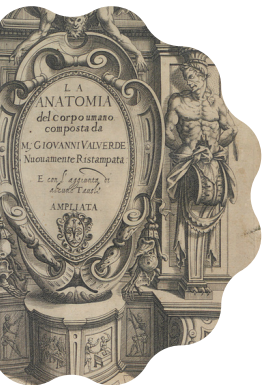 LA
ANATOMIA
del corpo umano
composta da
M. GIOVANNI VALVERDE
Nuouamente Ristampata
E con l'aggiunta di
alcune Tauole
AMPLIATA